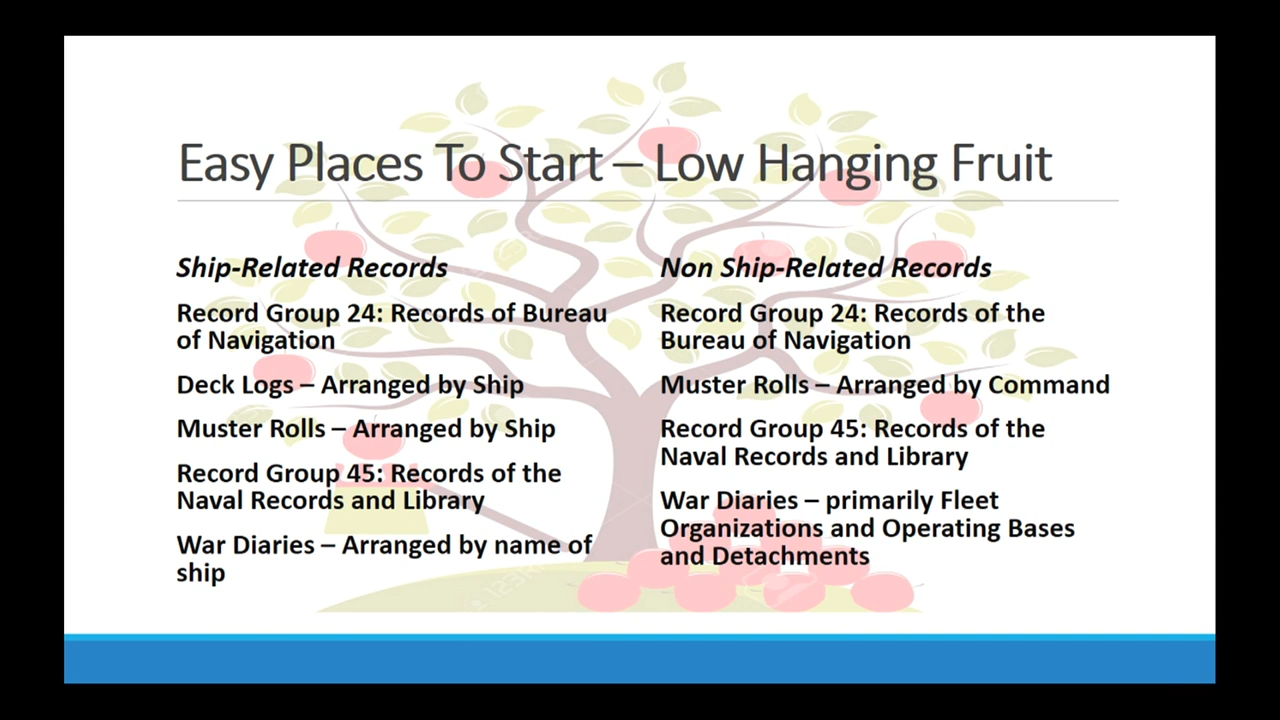 Easy Places To Start – Low Hanging Fruit
Ship-Related Records
Record Group 24: Records of Bureau
of Navigation
Deck Logs – Arranged by Ship
Muster Rolls – Arranged by Ship
Record Group 45: Records of the
Naval Records and Library
War Diaries – Arranged by name of
ship
Non Ship-Related Records
Record Group 24: Records of the
Bureau of Navigation
Muster Rolls – Arranged by Command
Record Group 45: Records of the
Naval Records and Library
War Diaries – primarily Fleet
Organizations and Operating Bases
and Detachments